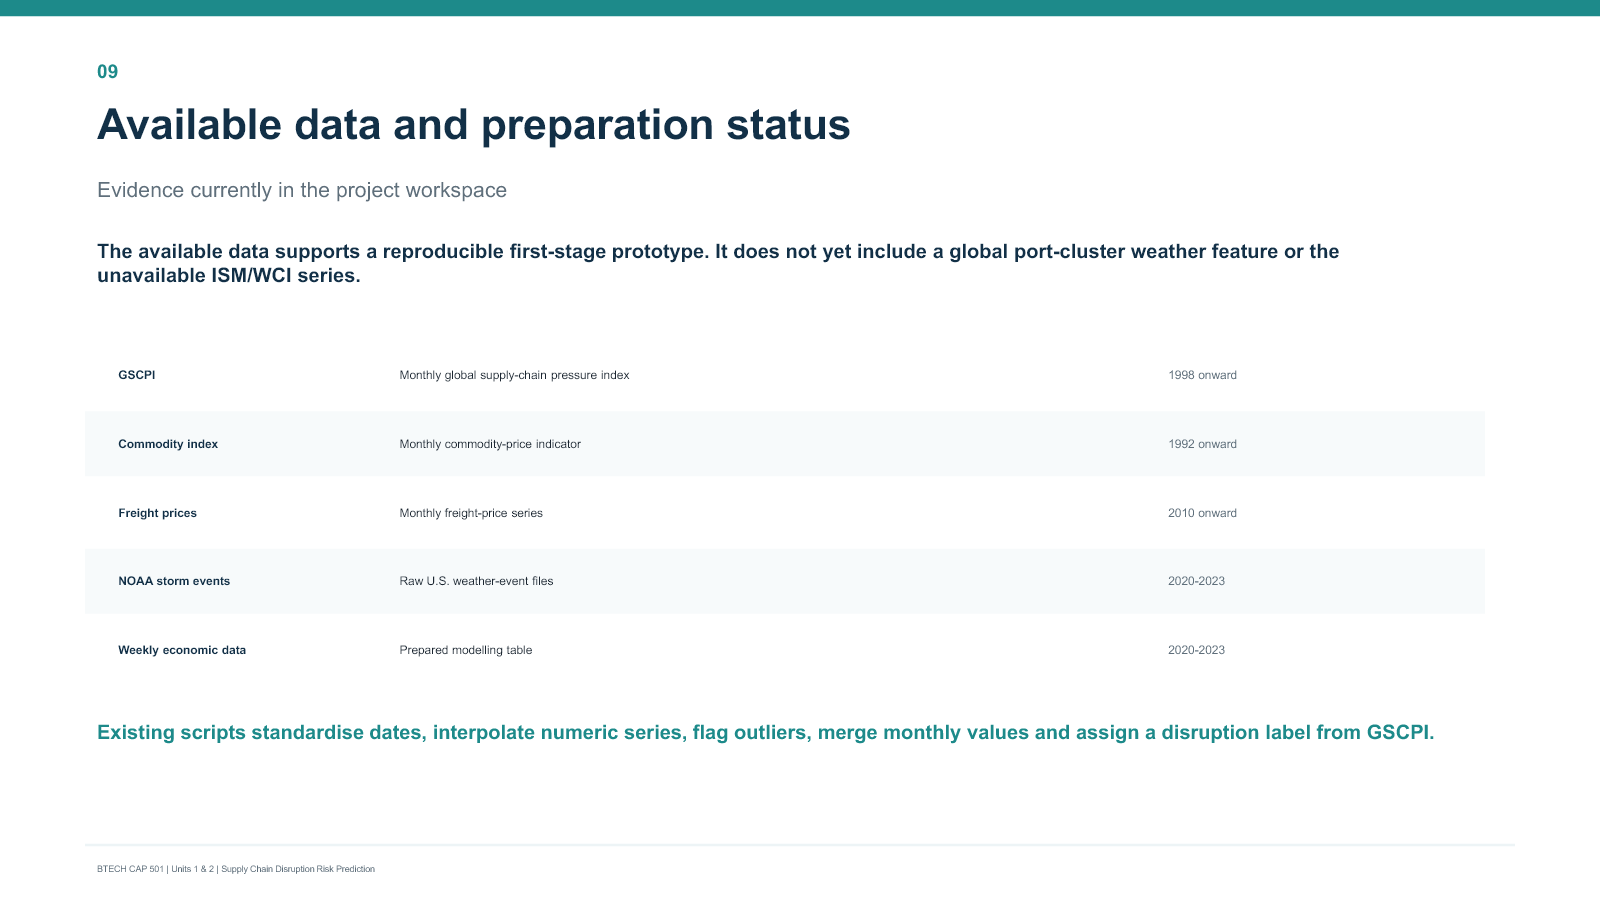 09
Available data and preparation status
Evidence currently in the project workspace
The available data supports a reproducible first-stage prototype. It does not yet include a global port-cluster weather feature or the
unavailable ISM/WCI series.
GSCPI Monthly global supply-chain pressure index 1998 onward
Commodity index Monthly commodity-price indicator 1992 onward
Freight prices Monthly freight-price series 2010 onward
NOAA storm events Raw U.S. weather-event files 2020-2023
Weekly economic data Prepared modelling table 2020-2023
Existing scripts standardise dates, interpolate numeric series, flag outliers, merge monthly values and assign a disruption label from GSCPI.
BTECH CAP 501 | Units 1 & 2 | Supply Chain Disruption Risk Prediction